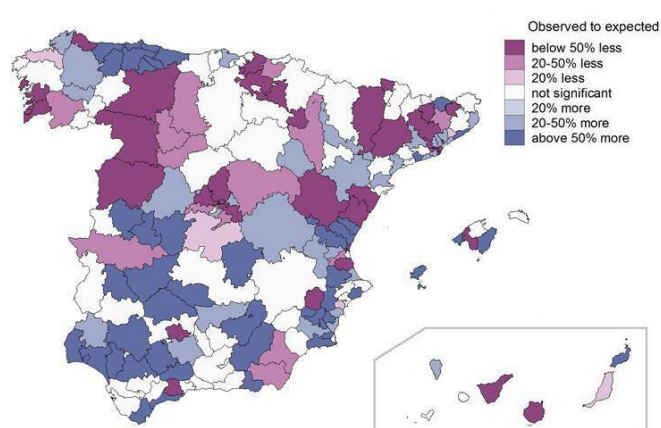 Observed to expected
below 50% less
20-50% less
20% less
not significant
20% more
20-50% more
above 50% more